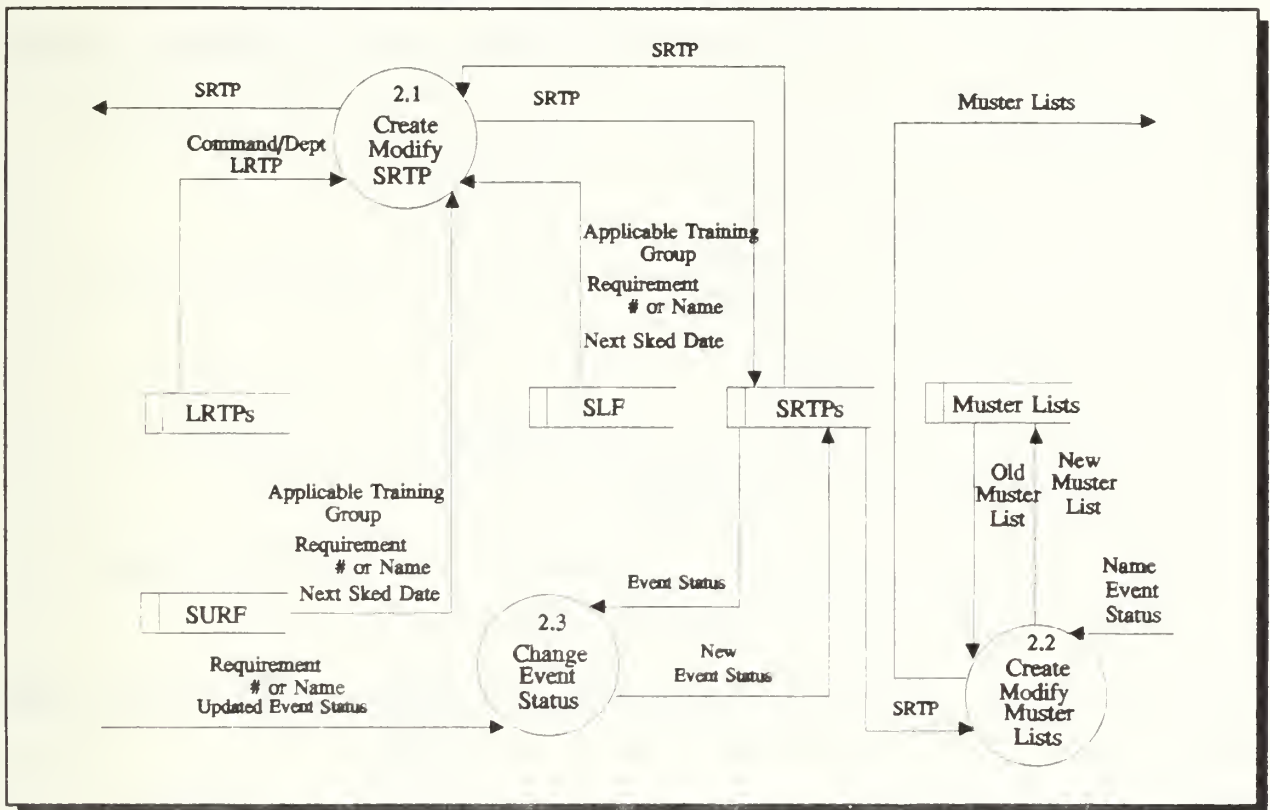 SRTP
SRTP
2.1
Create
Modify
SRTP
SRTP
Muster Lists
Command/Dept
LRTP
Applicable Training
Group
Requirement
# or Name
Next Sked Date
LRTPs
SLF
SRTPs
Muster Lists
Applicable Training
Group
Requirement
# or Name
Next Sked Date
SURF
Old
Muster
List
New
Muster
List
Event Status
Name
Event
Status
2.3
Change
Event
Status
New
Event Status
Requirement
# or Name
Updated Event Status
SRTP
2.2
Create
Modify
Muster
Lists